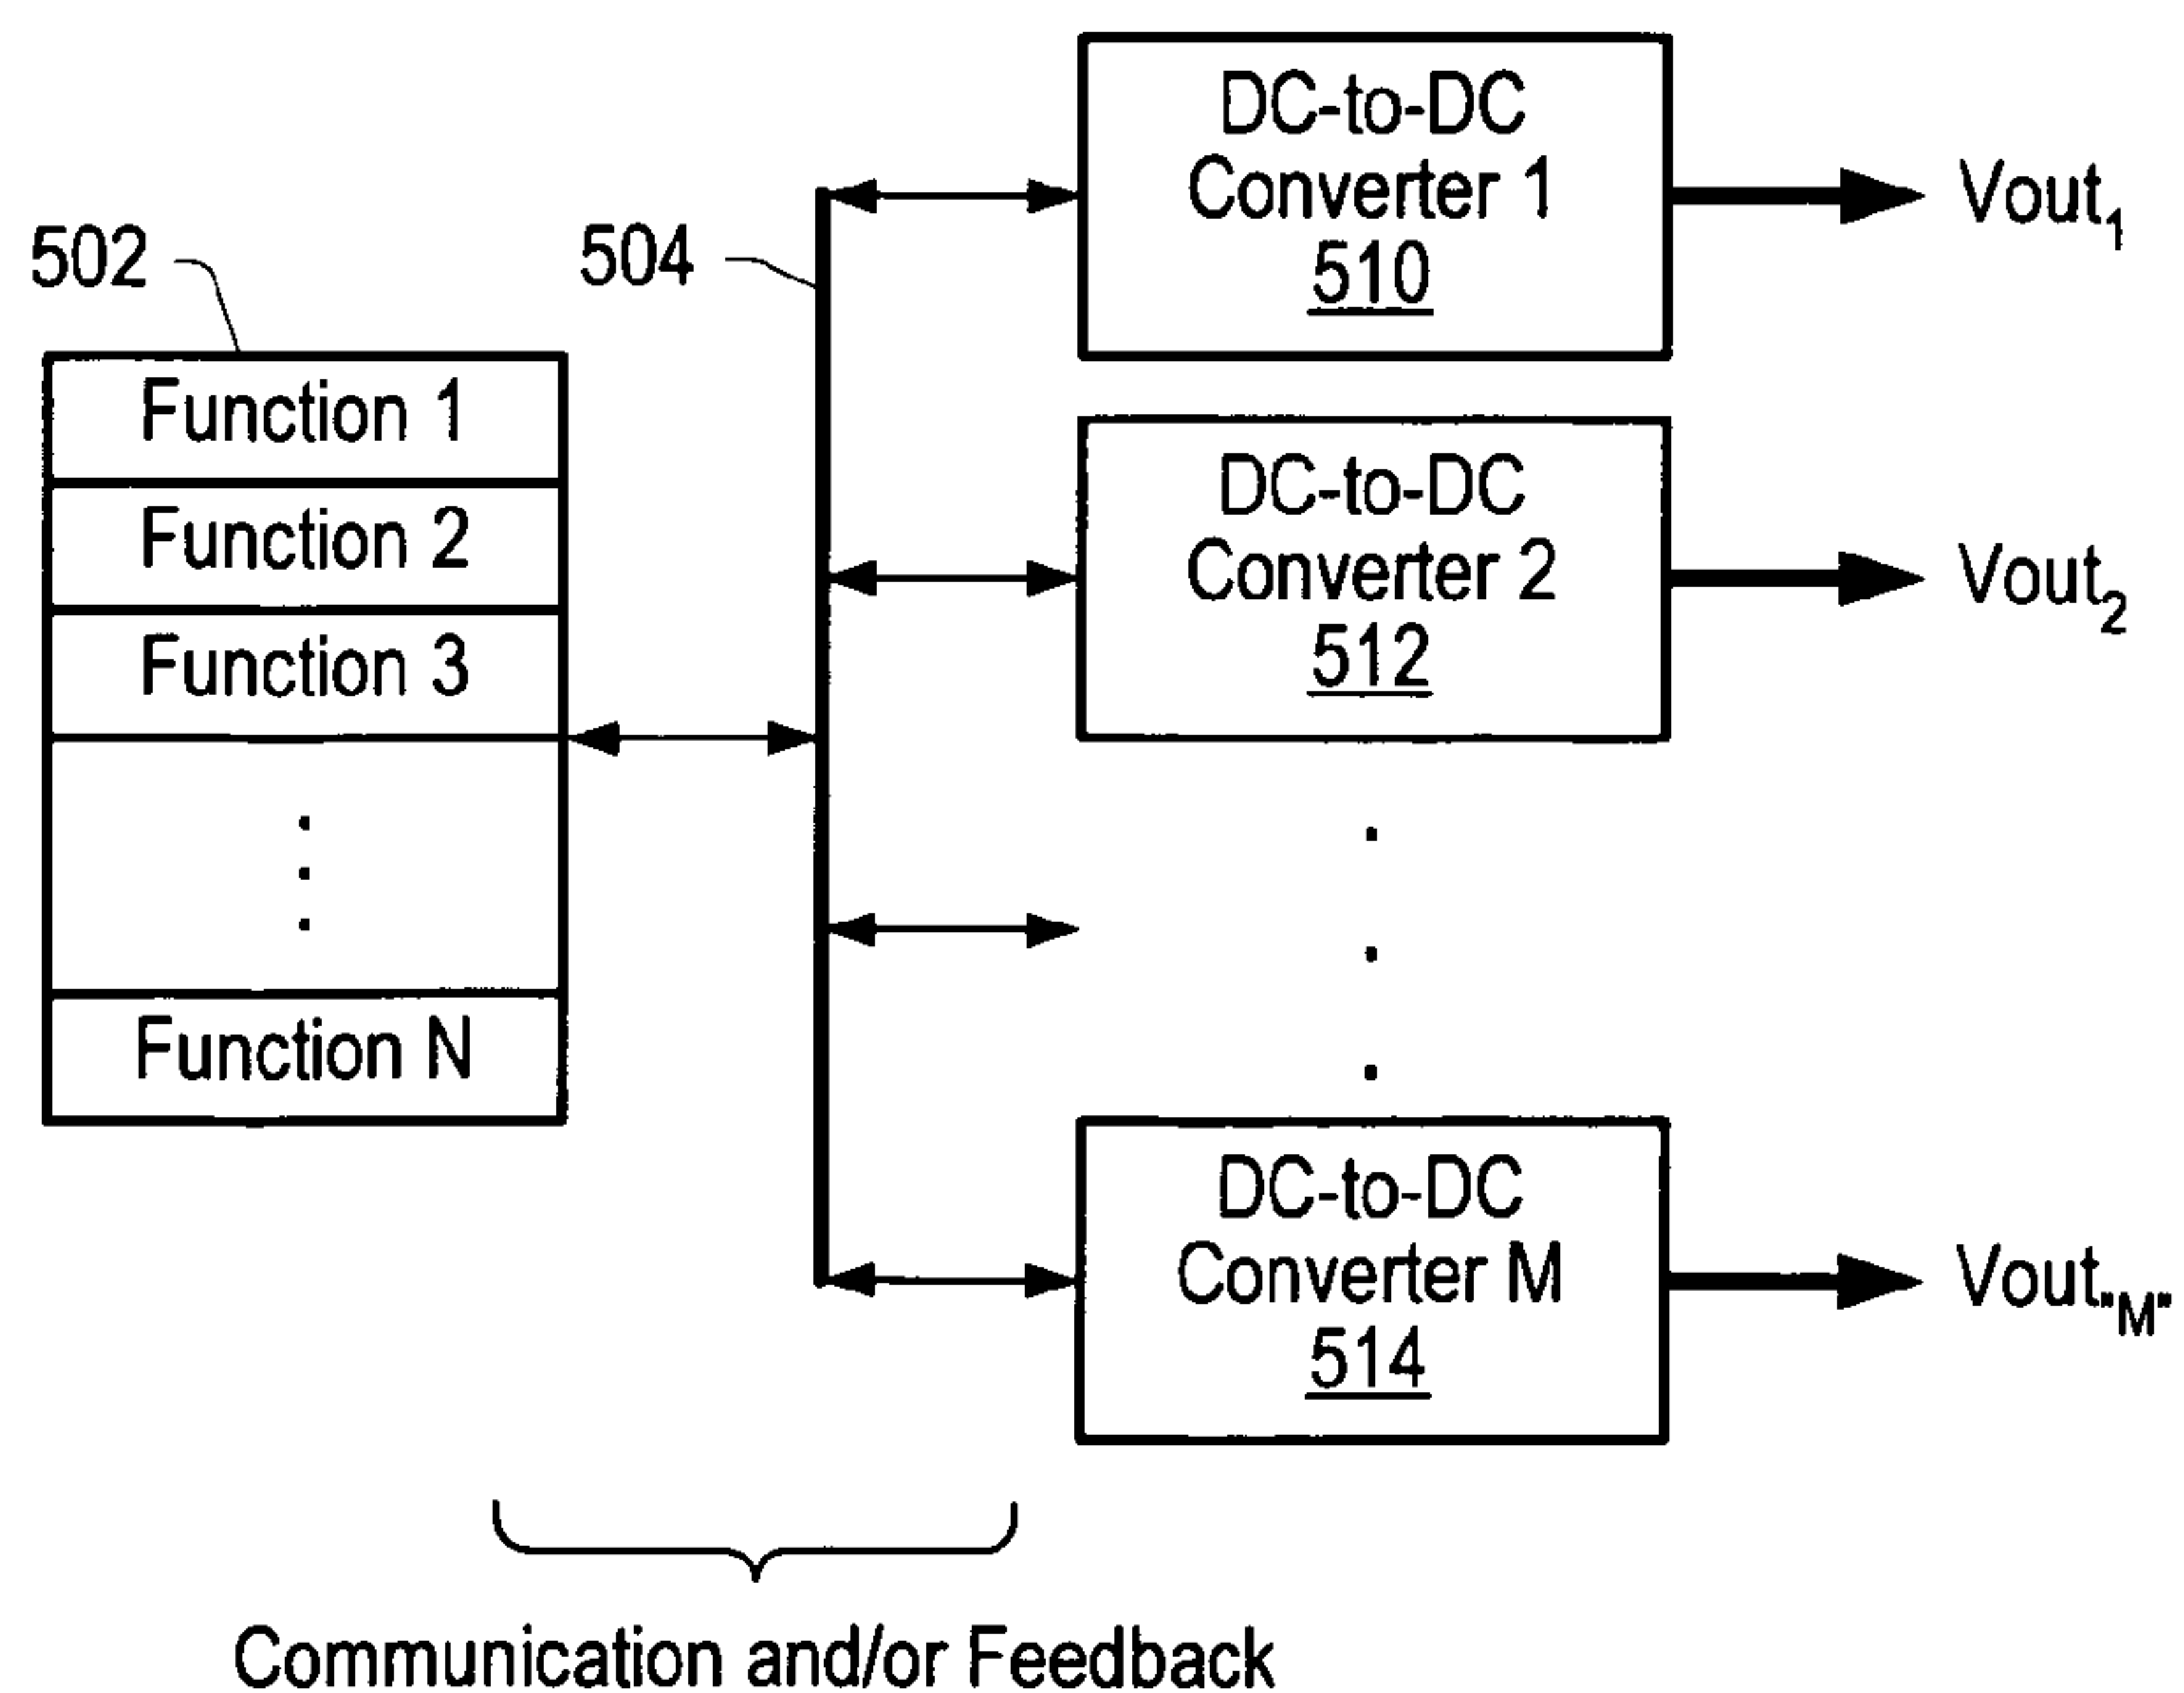 502
Function 1
Function 2
Function 3
Function N
504
DC-to-DC
Converter 1
510
Vout1
DC-to-DC
Converter 2
512
Vout2
DC-to-DC
Converter M
514
Vout"M"
Communication and/or Feedback